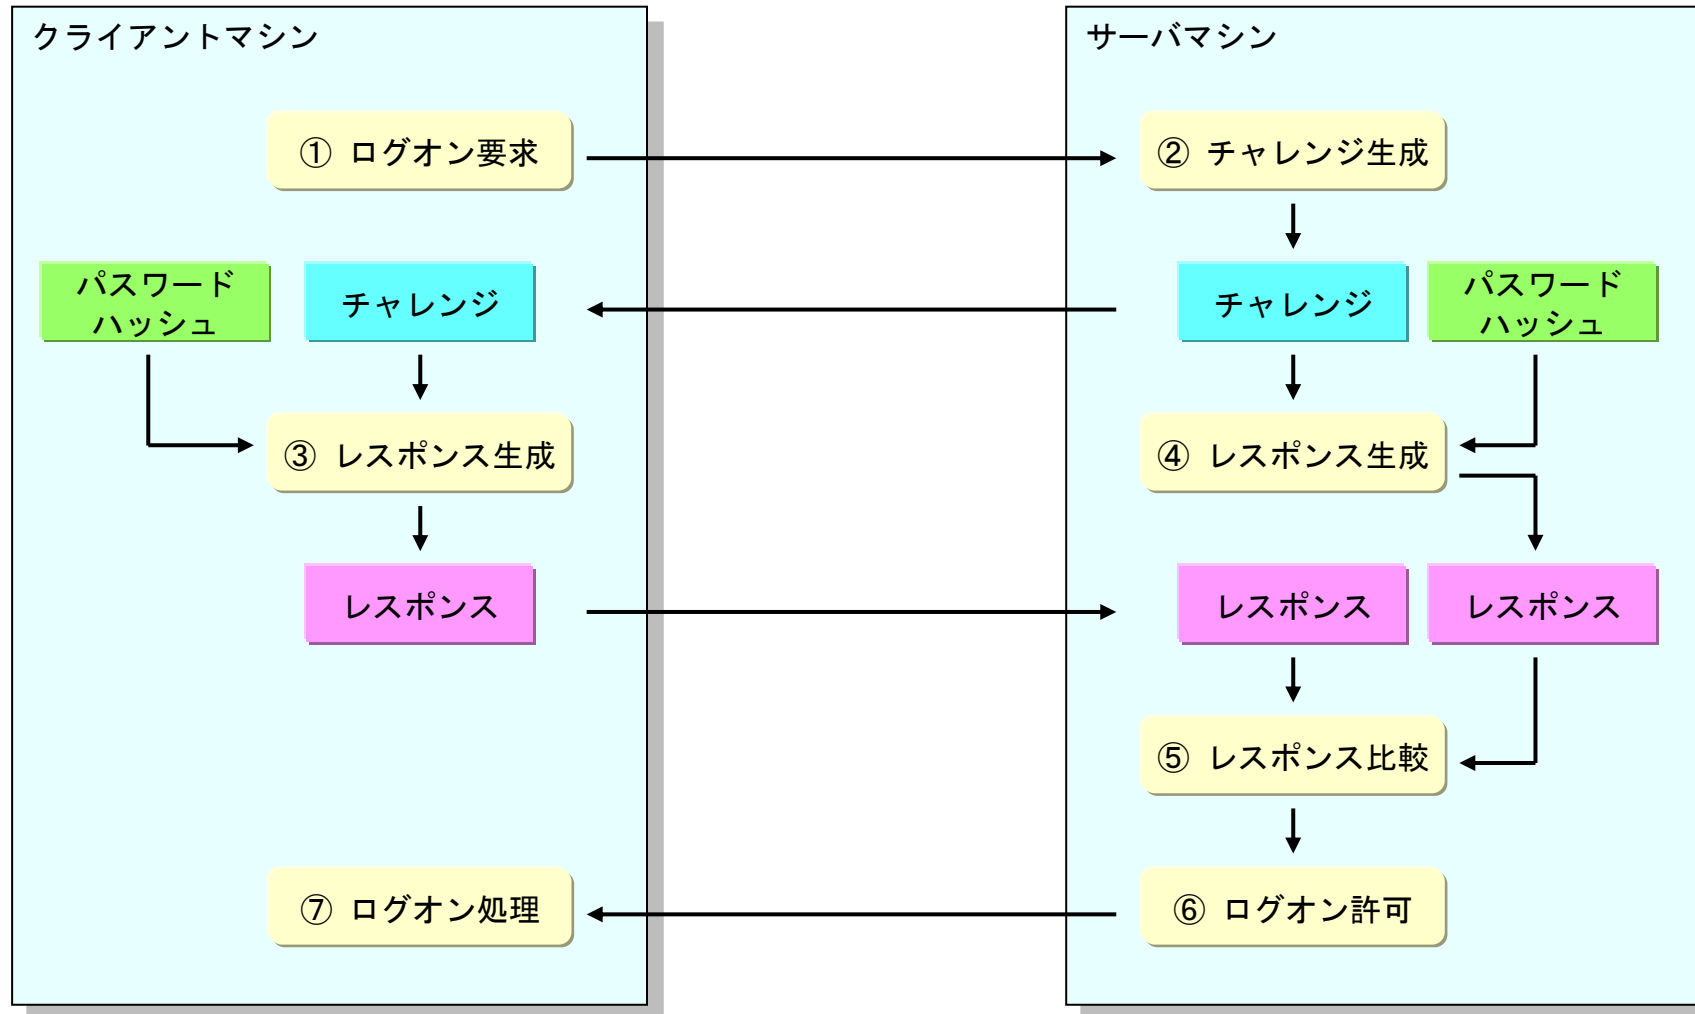 クライアントマシン
サーバマシン
① ログオン要求
② チャレンジ生成
パスワード
ハッシュ
チャレンジ
チャレンジ
パスワード
ハッシュ
③ レスポンス生成
④ レスポンス生成
レスポンス
レスポンス
レスポンス
⑤ レスポンス比較
⑦ ログオン処理
⑥ ログオン許可